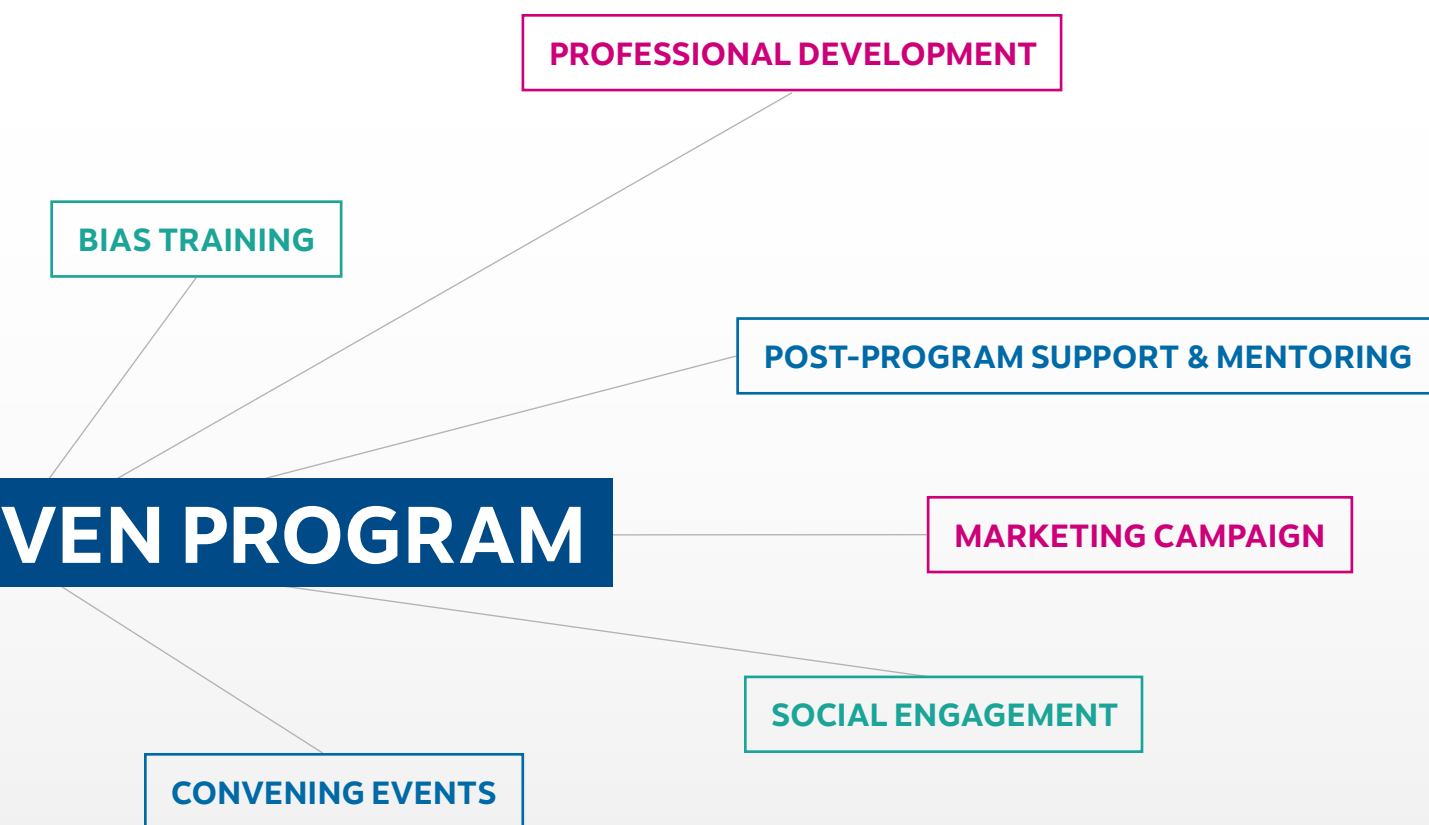 PROFESSIONAL DEVELOPMENT
BIAS TRAINING
POST-PROGRAM SUPPORT & MENTORING
VEN PROGRAM
MARKETING CAMPAIGN
SOCIAL ENGAGEMENT
CONVENING EVENTS